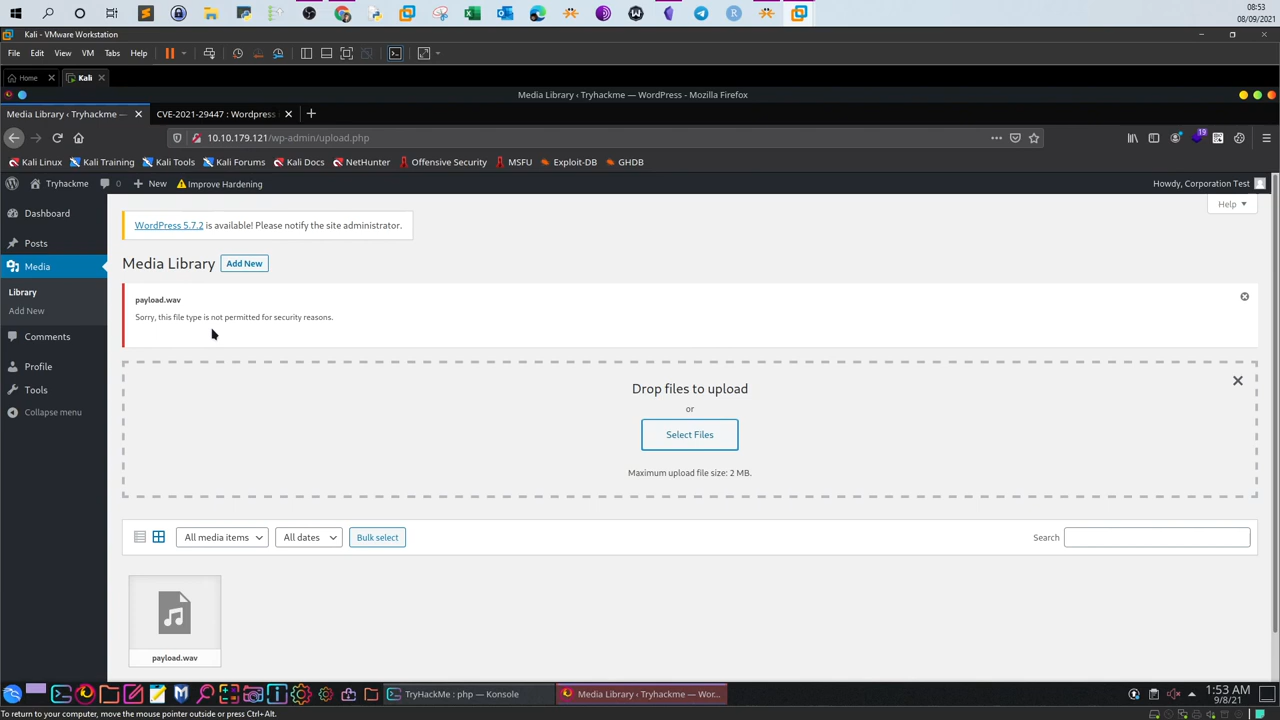 08:53
08/09/2021
Kali - VMware Workstation
File Edit View VM Tabs Help
Home Kali
Media Library ‹ Tryhackme — WordPress - Mozilla Firefox
Media Library ‹ Tryhackme — CVE-2021-29447 : Wordpress
10.10.179.121/wp-admin/upload.php
19
Kali Linux Kali Training Kali Tools Kali Forums Kali Docs NetHunter Offensive Security MSFU Exploit-DB GHDB
Tryhackme 0 New Improve Hardening Howdy, Corporation Test
Help
Dashboard
Posts
Media
Library
Add New
Comments
Profile
Tools
Collapse menu
WordPress 5.7.2 is available! Please notify the site administrator.
Media Library Add New
payload.wav
Sorry, this file type is not permitted for security reasons.
Drop files to upload
or
Select Files
Maximum upload file size: 2 MB.
All media items All dates Bulk select Search
payload.wav
TryHackMe : php — Konsole Media Library ‹ Tryhackme — Wor... 1:53 AM
9/8/21
To return to your computer, move the mouse pointer outside or press Ctrl+Alt.